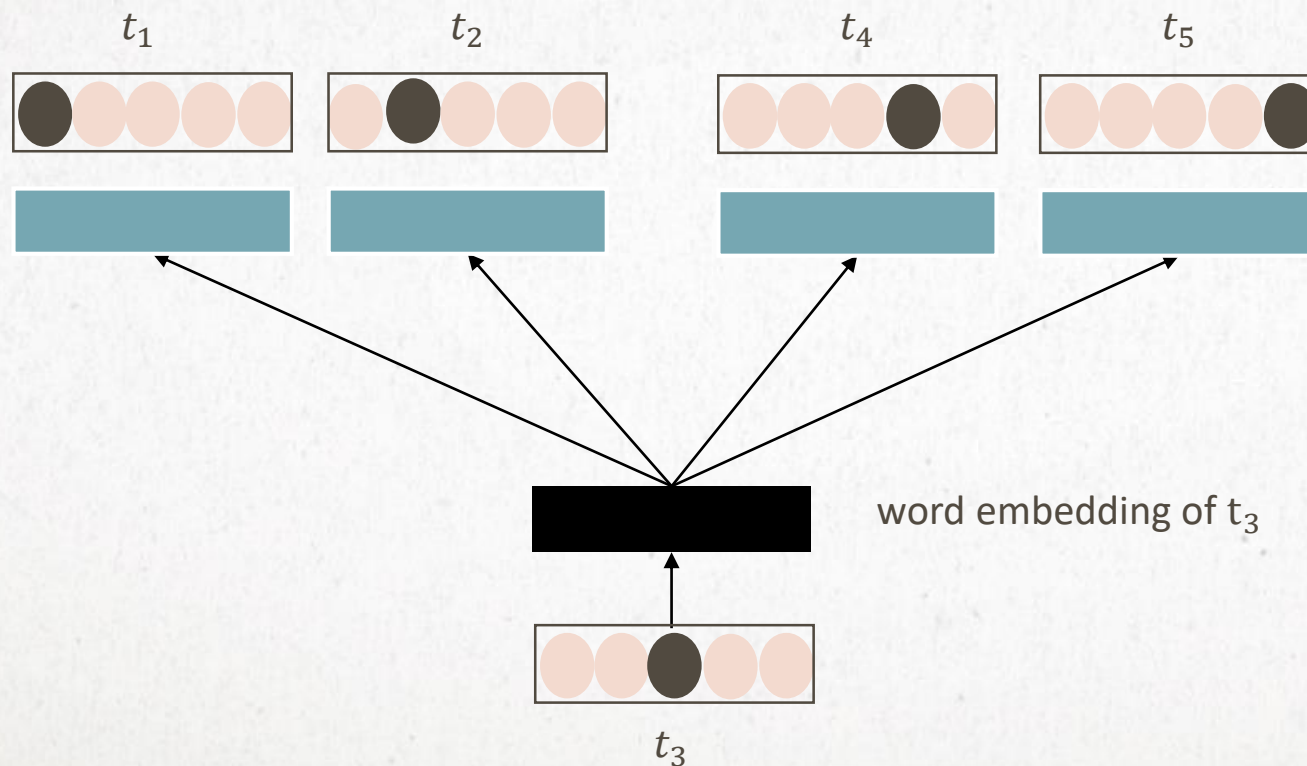 t₁ t₂ t₄ t₅
word embedding of t₃
t₃